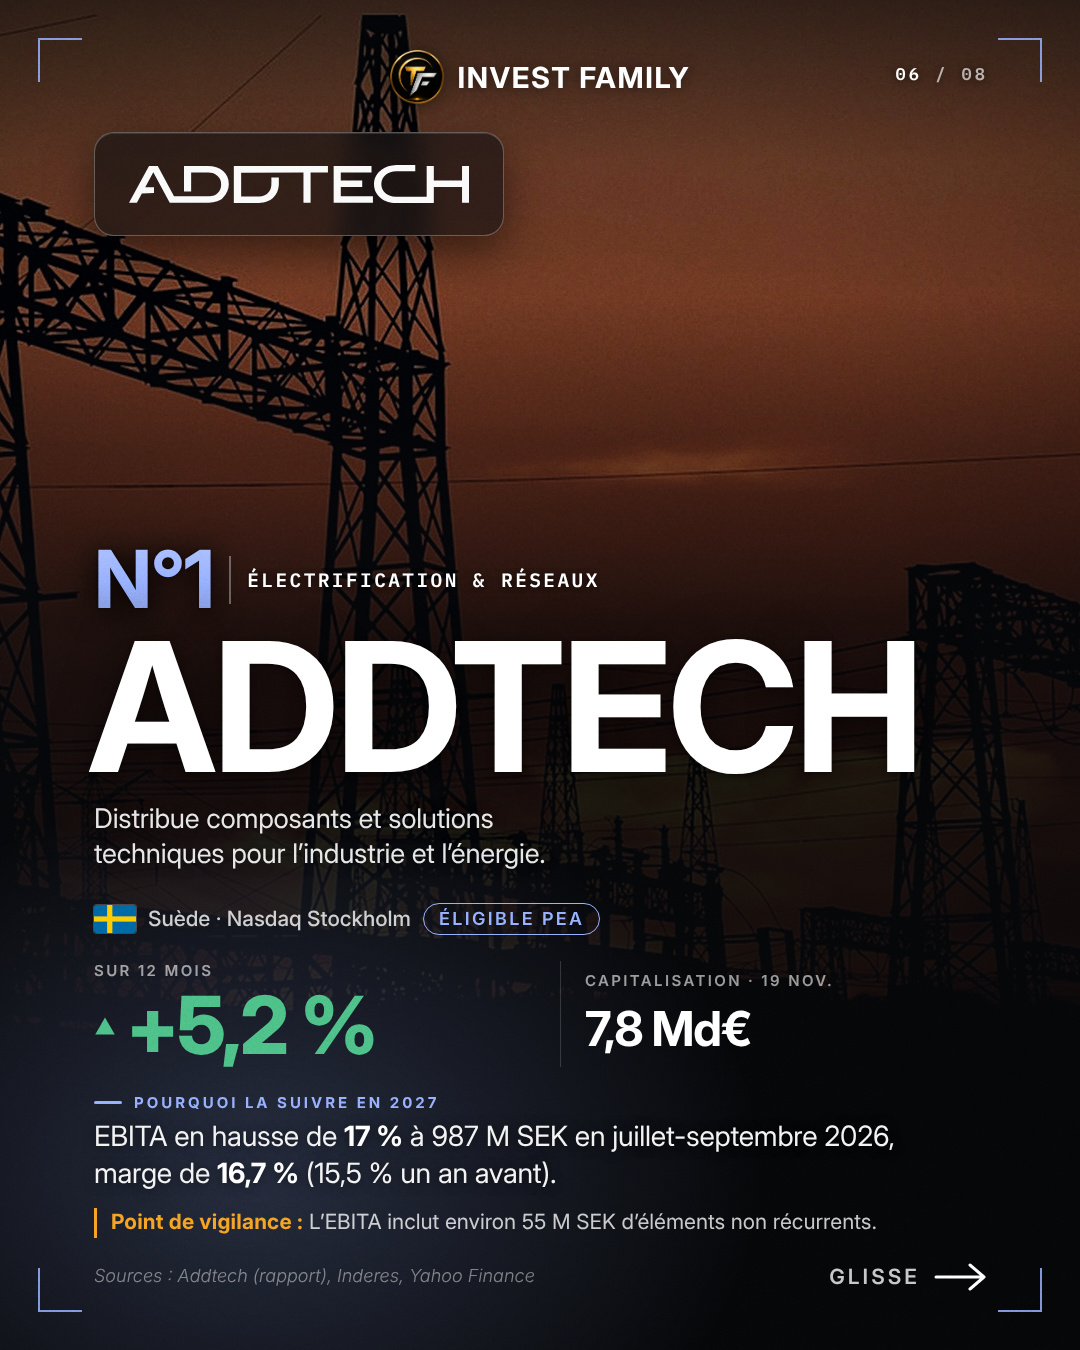 INVEST FAMILY
06 / 08
ADDTECH
N°1
ÉLECTRIFICATION & RÉSEAUX
ADDTECH
Distribue composants et solutions
techniques pour l’industrie et l’énergie.
Suède · Nasdaq Stockholm
ÉLIGIBLE PEA
SUR 12 MOIS
+5,2 %
CAPITALISATION · 19 NOV.
7,8 Md€
POURQUOI LA SUIVRE EN 2027
EBITA en hausse de 17 % à 987 M SEK en juillet-septembre 2026,
marge de 16,7 % (15,5 % un an avant).
Point de vigilance : L’EBITA inclut environ 55 M SEK d’éléments non récurrents.
Sources : Addtech (rapport), Inderes, Yahoo Finance
GLISSE